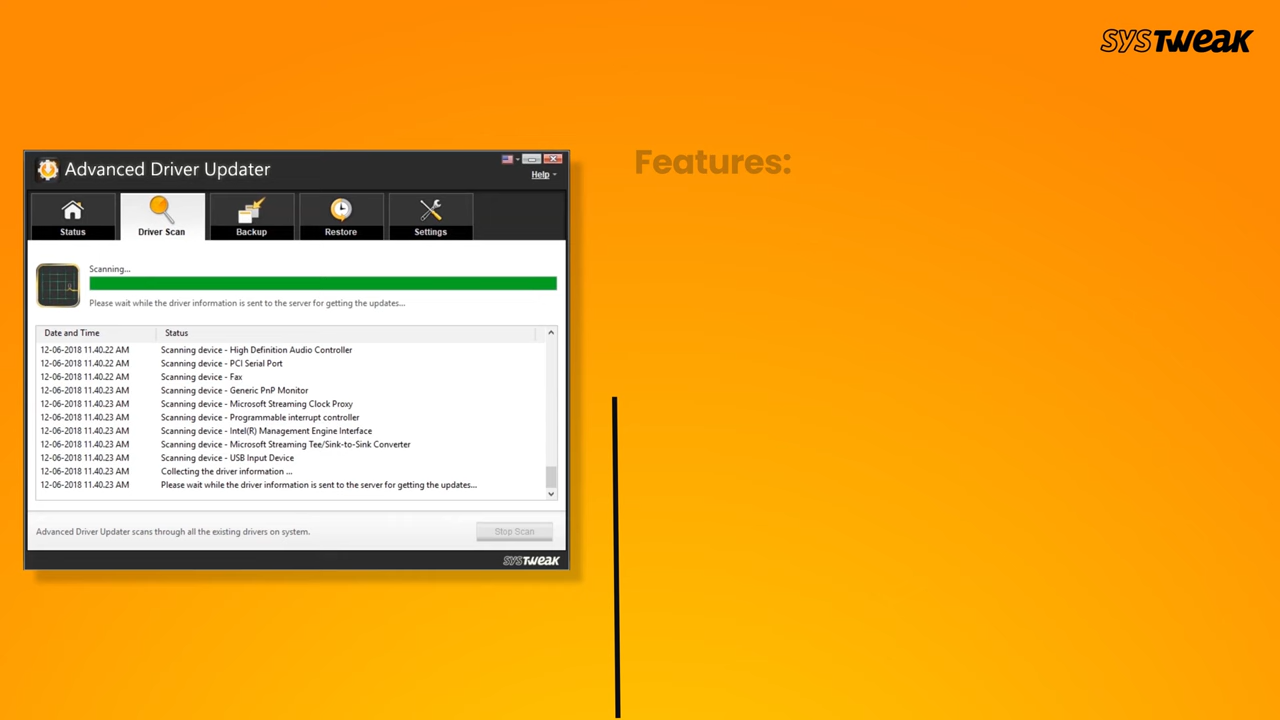 SYSTweak
Advanced Driver Updater
Help
Status
Driver Scan
Backup
Restore
Settings
Features:
Scanning...
Please wait while the driver information is sent to the server for getting the updates...
Date and Time Status
12-06-2018 11.40.22 AM Scanning device - High Definition Audio Controller
12-06-2018 11.40.22 AM Scanning device - PCI Serial Port
12-06-2018 11.40.22 AM Scanning device - Fax
12-06-2018 11.40.23 AM Scanning device - Generic PnP Monitor
12-06-2018 11.40.23 AM Scanning device - Microsoft Streaming Clock Proxy
12-06-2018 11.40.23 AM Scanning device - Programmable interrupt controller
12-06-2018 11.40.23 AM Scanning device - Intel(R) Management Engine Interface
12-06-2018 11.40.23 AM Scanning device - Microsoft Streaming Tee/Sink-to-Sink Converter
12-06-2018 11.40.23 AM Scanning device - USB Input Device
12-06-2018 11.40.23 AM Collecting the driver information ...
12-06-2018 11.40.23 AM Please wait while the driver information is sent to the server for getting the updates...
Advanced Driver Updater scans through all the existing drivers on system.
Stop Scan
SYSTweak